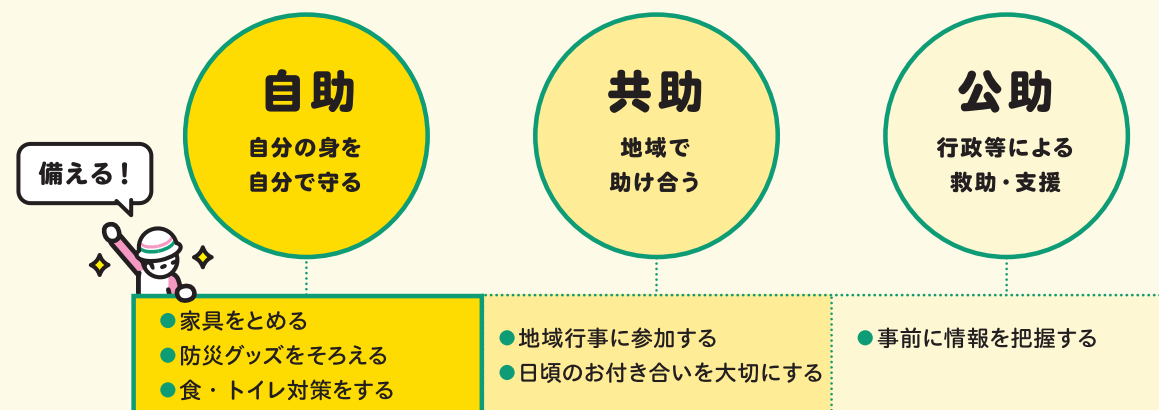 備える！
自助
自分の身を
自分で守る
共助
地域で
助け合う
公助
行政等による
救助・支援
●家具をとめる
●防災グッズをそろえる
●食・トイレ対策をする
●地域行事に参加する
●日頃のお付き合いを大切にする
●事前に情報を把握する